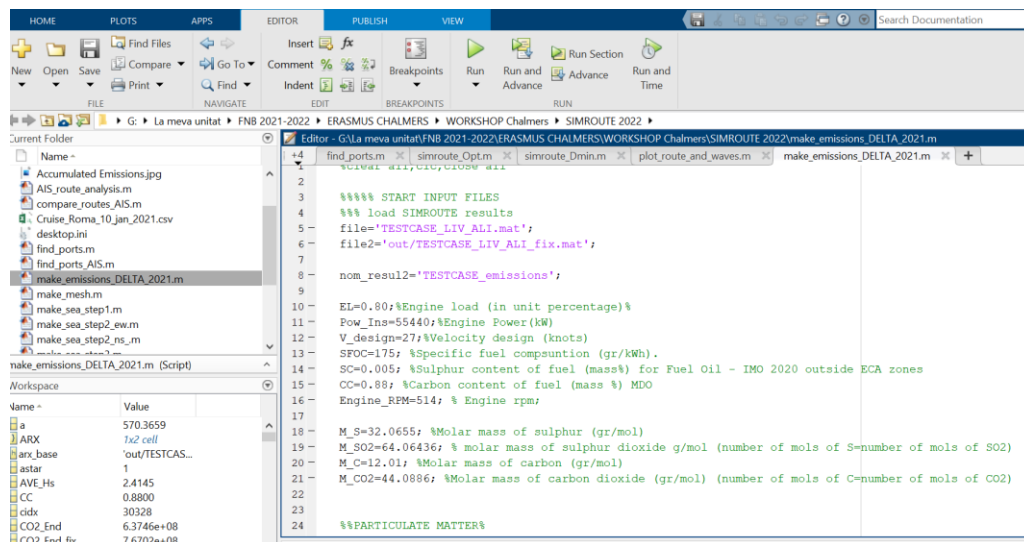 HOME PLOTS APPS EDITOR PUBLISH VIEW Search Documentation
New Open Save Find Files Compare Print Go To Find Insert fx Comment Indent Breakpoints Run Run and Advance Run Section Advance Run and Time
FILE NAVIGATE EDIT BREAKPOINTS RUN
G: La meva unitat FNB 2021-2022 ERASMUS CHALMERS WORKSHOP Chalmers SIMROUTE 2022
Current Folder
Name
Accumulated Emissions.jpg
AIS_route_analysis.m
compare_routes_AIS.m
Cruise_Roma_10_jan_2021.csv
desktop.ini
find_ports.m
find_ports_AIS.m
make_emissions_DELTA_2021.m
make_mesh.m
make_sea_step1.m
make_sea_step2_ew.m
make_sea_step2_ns_.m
make_emissions_DELTA_2021.m (Script)
Workspace
Name Value
a 570.3659
ARX 1x2 cell
arx_base 'out/TESTCAS...
astar 1
AVE_Hs 2.4145
CC 0.8800
cidx 30328
CO2_End 6.3746e+08
CO2_End_fix 7.6702e+08
Editor - G:\La meva unitat\FNB 2021-2022\ERASMUS CHALMERS\WORKSHOP Chalmers\SIMROUTE 2022\make_emissions_DELTA_2021.m
+4 find_ports.m simroute_Opt.m simroute_Dmin.m plot_route_and_waves.m make_emissions_DELTA_2021.m
1 %clear all,clc,close all
2
3 %%%%% START INPUT FILES
4 %%% load SIMROUTE results
5 file='TESTCASE_LIV_ALI.mat';
6 file2='out/TESTCASE_LIV_ALI_fix.mat';
7
8 nom_resul2='TESTCASE_emissions';
9
10 EL=0.80;%Engine load (in unit percentage)%
11 Pow_Ins=55440;%Engine Power(kW)
12 V_design=27;%Velocity design (knots)
13 SFOC=175; %Specific fuel compsuntion (gr/kWh).
14 SC=0.005; %Sulphur content of fuel (mass%) for Fuel Oil - IMO 2020 outside ECA zones
15 CC=0.88; %Carbon content of fuel (mass %) MDO
16 Engine_RPM=514; % Engine rpm;
17
18 M_S=32.0655; %Molar mass of sulphur (gr/mol)
19 M_SO2=64.06436; % molar mass of sulphur dioxide g/mol (number of mols of S=number of mols of SO2)
20 M_C=12.01; %Molar mass of carbon (gr/mol)
21 M_CO2=44.0886; %Molar mass of carbon dioxide (gr/mol) (number of mols of C=number of mols of CO2)
22
23
24 %%PARTICULATE MATTER%